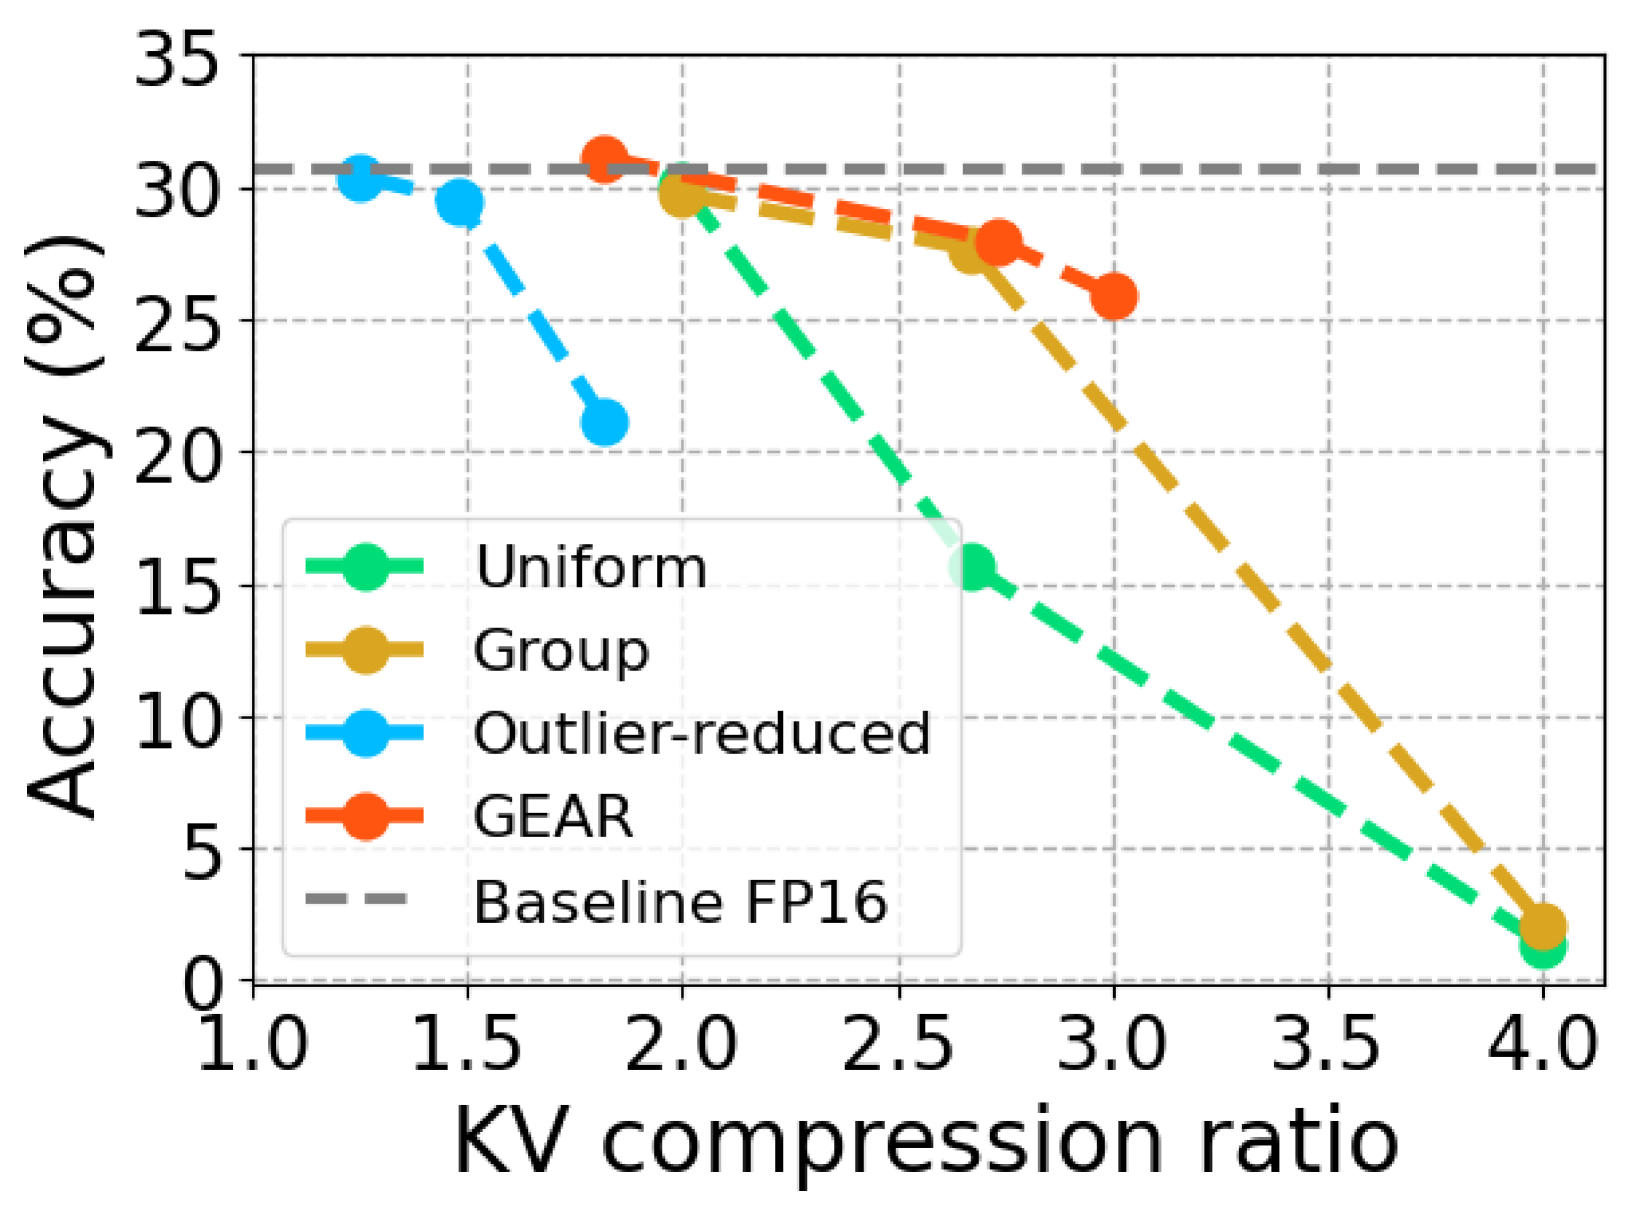 35
30
25
20
15
10
5
0
Accuracy (%)
Uniform
Group
Outlier-reduced
GEAR
Baseline FP16
1.0 1.5 2.0 2.5 3.0 3.5 4.0
KV compression ratio